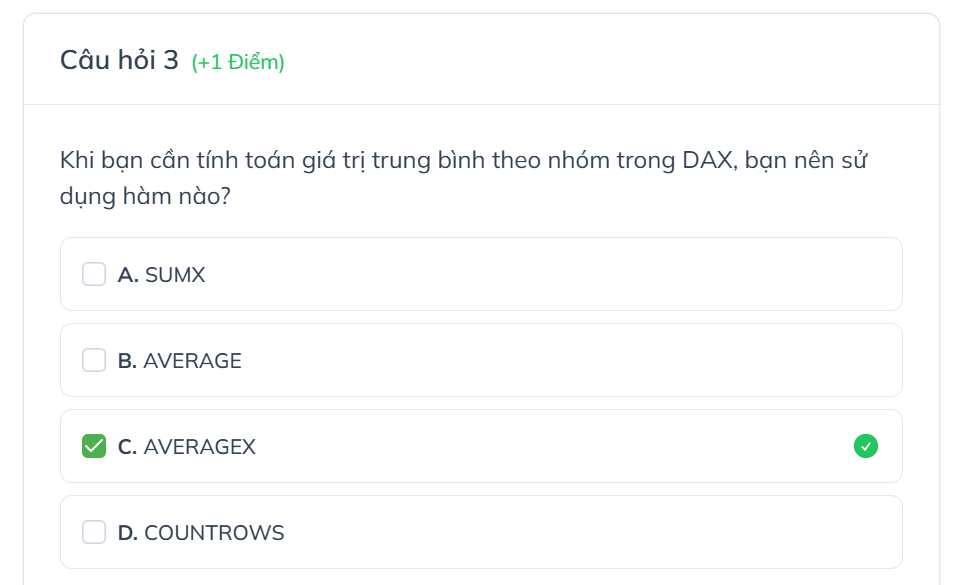 Câu hỏi 3 (+1 Điểm)
Khi bạn cần tính toán giá trị trung bình theo nhóm trong DAX, bạn nên sử
dụng hàm nào?
A. SUMX
B. AVERAGE
C. AVERAGEX
D. COUNTROWS